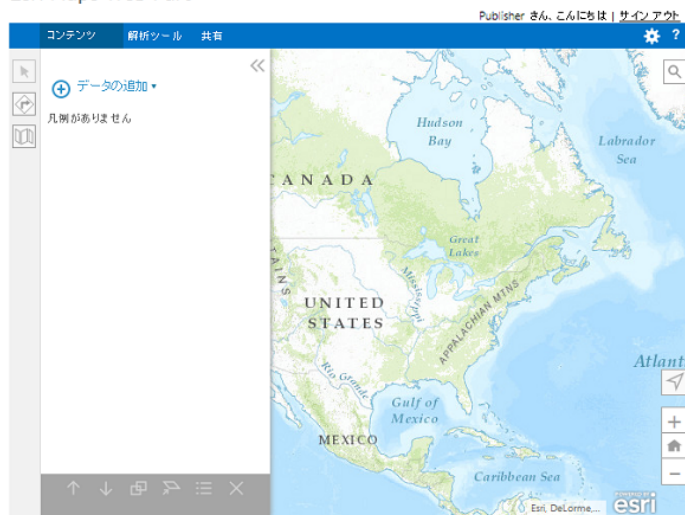 Publisher さん、こんにちは | サイン アウト
コンテンツ 解析ツール 共有
?
データの追加
凡例がありません
Hudson
Bay
Labrador
Sea
CANADA
Great
Lakes
Mississippi
UNITED
STATES
APPALACHIAN MTNS
Atlant
Rio Grande
Gulf of
Mexico
MEXICO
Caribbean Sea
Esri, DeLorme,...
POWERED BY
esri